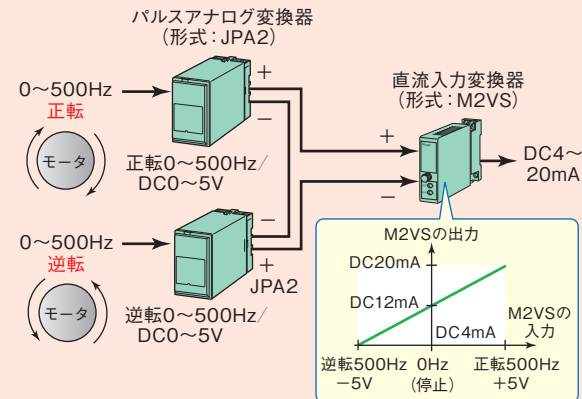 パルスアナログ変換器
（形式：JPA2）
0～500Hz
正転
モータ
＋
－
正転0～500Hz/
DC0～5V
直流入力変換器
（形式：M2VS）
＋
－
DC4～
20mA
0～500Hz
逆転
モータ
－
＋
JPA2
逆転0～500Hz/
DC0～5V
M2VSの出力
DC20mA
DC12mA
DC4mA
M2VSの
入力
逆転500Hz 0Hz 正転500Hz
－5V （停止） ＋5V